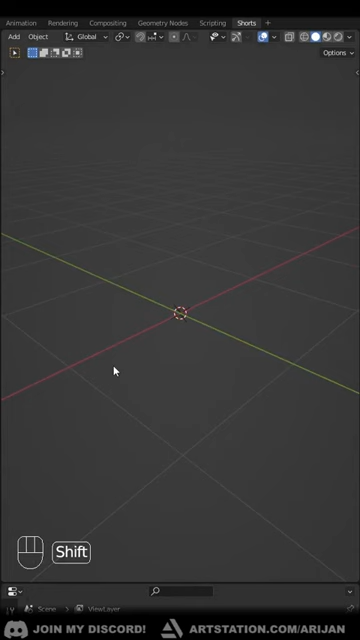 Animation Rendering Compositing Geometry Nodes Scripting Shorts +
Add Object Global
Options
Shift
Scene ViewLayer
JOIN MY DISCORD! ARTSTATION.COM/ARIJAN